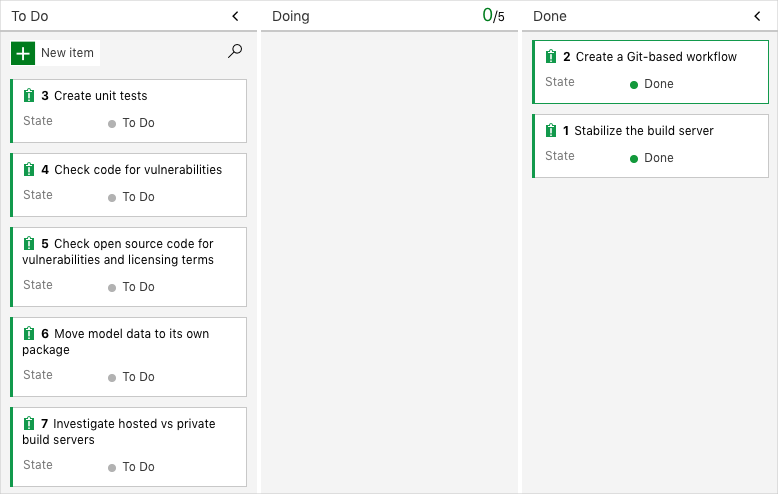 To Do
New item
3 Create unit tests
State To Do
4 Check code for vulnerabilities
State To Do
5 Check open source code for
vulnerabilities and licensing terms
State To Do
6 Move model data to its own
package
State To Do
7 Investigate hosted vs private
build servers
State To Do
Doing 0/5
Done
2 Create a Git-based workflow
State Done
1 Stabilize the build server
State Done